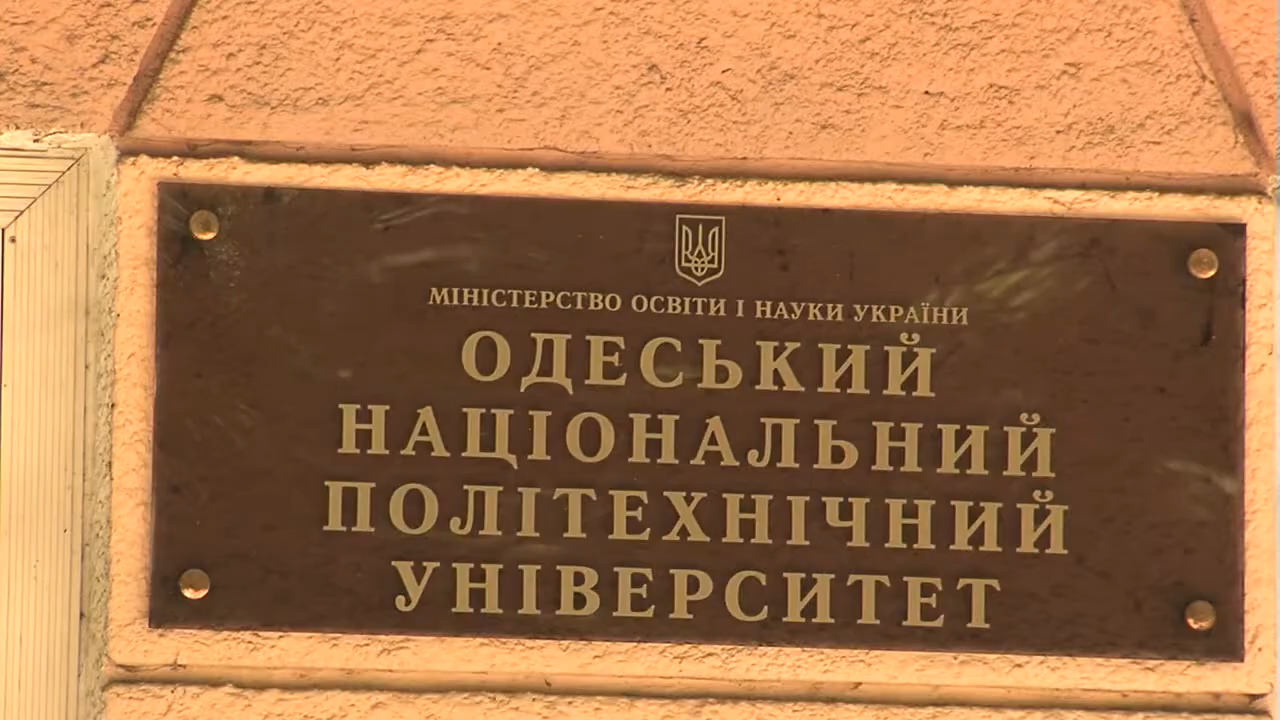 МІНІСТЕРСТВО ОСВІТИ І НАУКИ УКРАЇНИ
ОДЕСЬКИЙ
НАЦІОНАЛЬНИЙ
ПОЛІТЕХНІЧНИЙ
УНІВЕРСИТЕТ